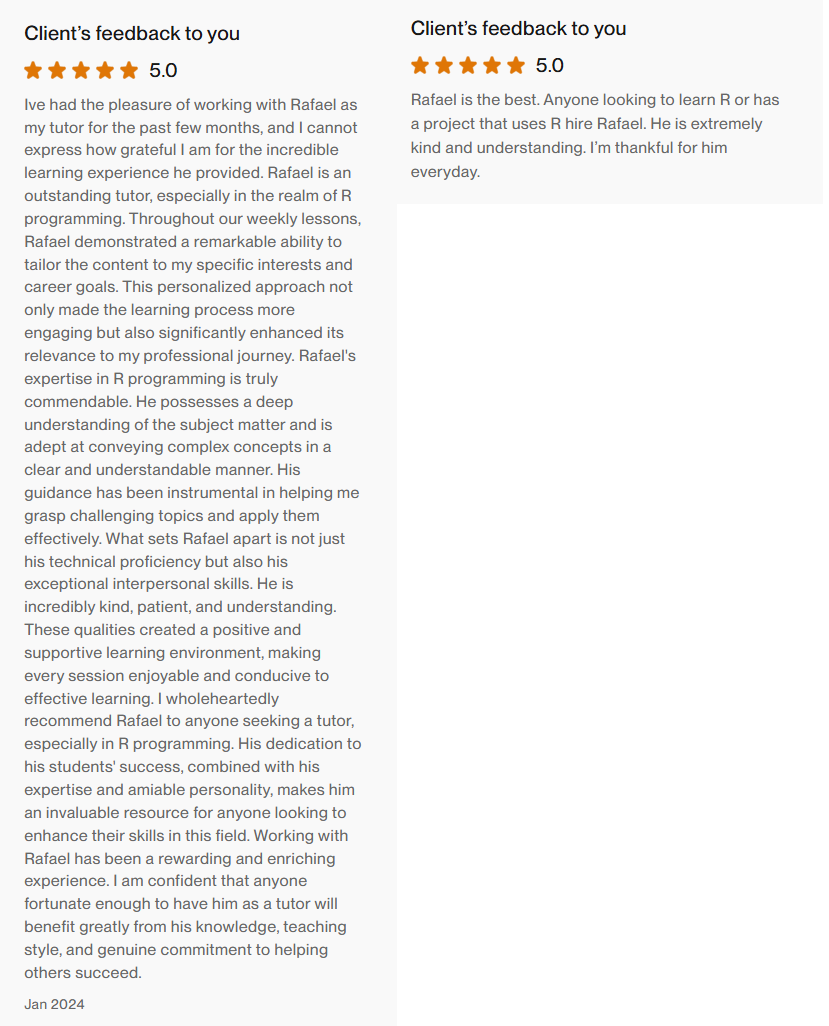 Client’s feedback to you
5.0
Ive had the pleasure of working with Rafael as
my tutor for the past few months, and I cannot
express how grateful I am for the incredible
learning experience he provided. Rafael is an
outstanding tutor, especially in the realm of R
programming. Throughout our weekly lessons,
Rafael demonstrated a remarkable ability to
tailor the content to my specific interests and
career goals. This personalized approach not
only made the learning process more
engaging but also significantly enhanced its
relevance to my professional journey. Rafael's
expertise in R programming is truly
commendable. He possesses a deep
understanding of the subject matter and is
adept at conveying complex concepts in a
clear and understandable manner. His
guidance has been instrumental in helping me
grasp challenging topics and apply them
effectively. What sets Rafael apart is not just
his technical proficiency but also his
exceptional interpersonal skills. He is
incredibly kind, patient, and understanding.
These qualities created a positive and
supportive learning environment, making
every session enjoyable and conducive to
effective learning. I wholeheartedly
recommend Rafael to anyone seeking a tutor,
especially in R programming. His dedication to
his students' success, combined with his
expertise and amiable personality, makes him
an invaluable resource for anyone looking to
enhance their skills in this field. Working with
Rafael has been a rewarding and enriching
experience. I am confident that anyone
fortunate enough to have him as a tutor will
benefit greatly from his knowledge, teaching
style, and genuine commitment to helping
others succeed.
Jan 2024
Client’s feedback to you
5.0
Rafael is the best. Anyone looking to learn R or has
a project that uses R hire Rafael. He is extremely
kind and understanding. I’m thankful for him
everyday.